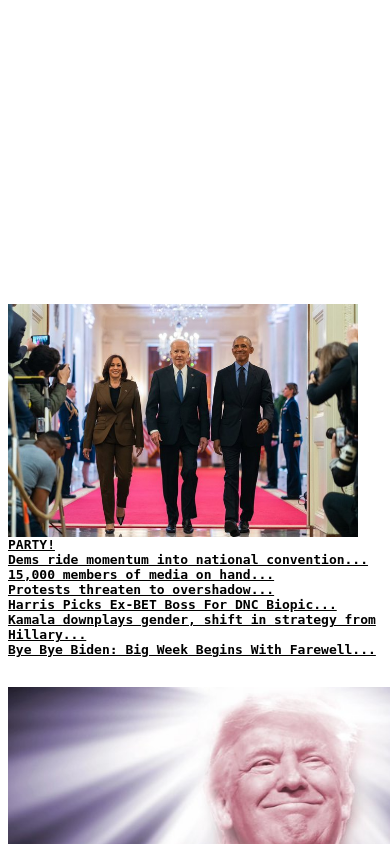 PARTY!
Dems ride momentum into national convention...
15,000 members of media on hand...
Protests threaten to overshadow...
Harris Picks Ex-BET Boss For DNC Biopic...
Kamala downplays gender, shift in strategy from
Hillary...
Bye Bye Biden: Big Week Begins With Farewell...